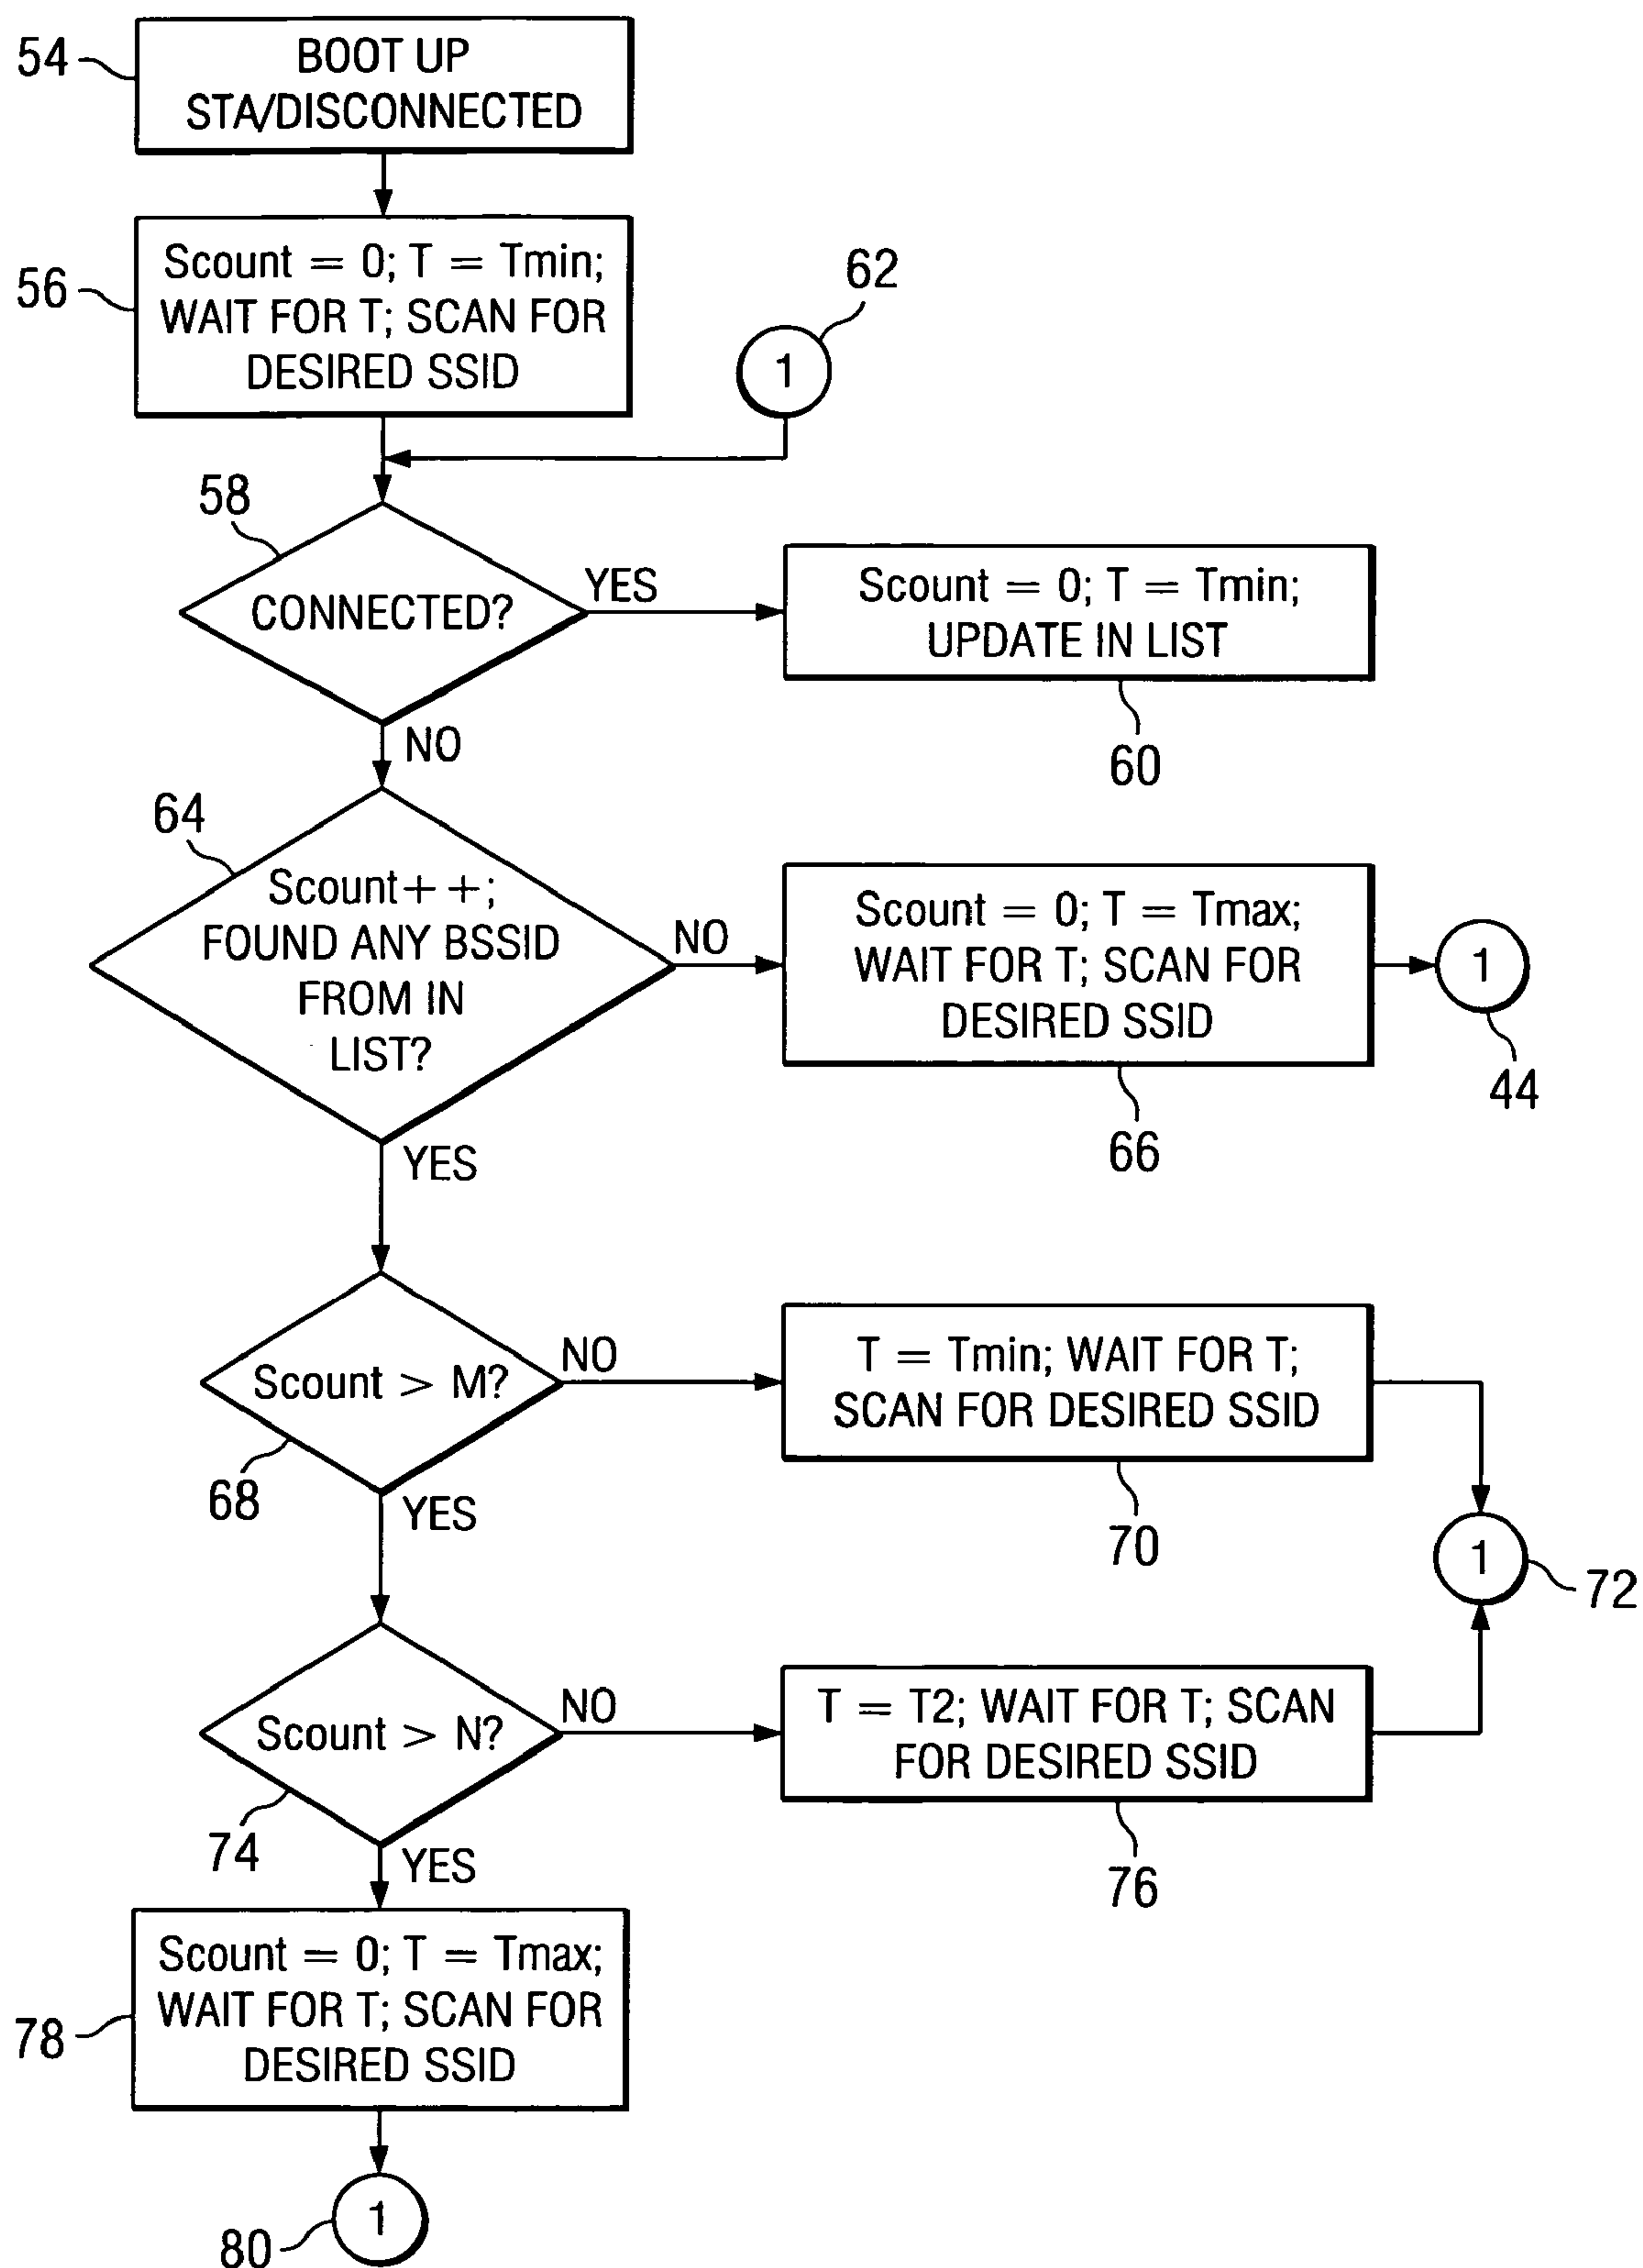 54
BOOT UP
STA/DISCONNECTED
56
Scount = 0; T = Tmin;
WAIT FOR T; SCAN FOR
DESIRED SSID
62
1
58
CONNECTED?
YES
Scount = 0; T = Tmin;
UPDATE IN LIST
60
NO
64
Scount++;
FOUND ANY BSSID
FROM IN
LIST?
NO
Scount = 0; T = Tmax;
WAIT FOR T; SCAN FOR
DESIRED SSID
66
1
44
YES
Scount > M?
68
NO
T = Tmin; WAIT FOR T;
SCAN FOR DESIRED SSID
70
YES
1
72
Scount > N?
74
NO
T = T2; WAIT FOR T; SCAN
FOR DESIRED SSID
76
YES
78
Scount = 0; T = Tmax;
WAIT FOR T; SCAN FOR
DESIRED SSID
1
80